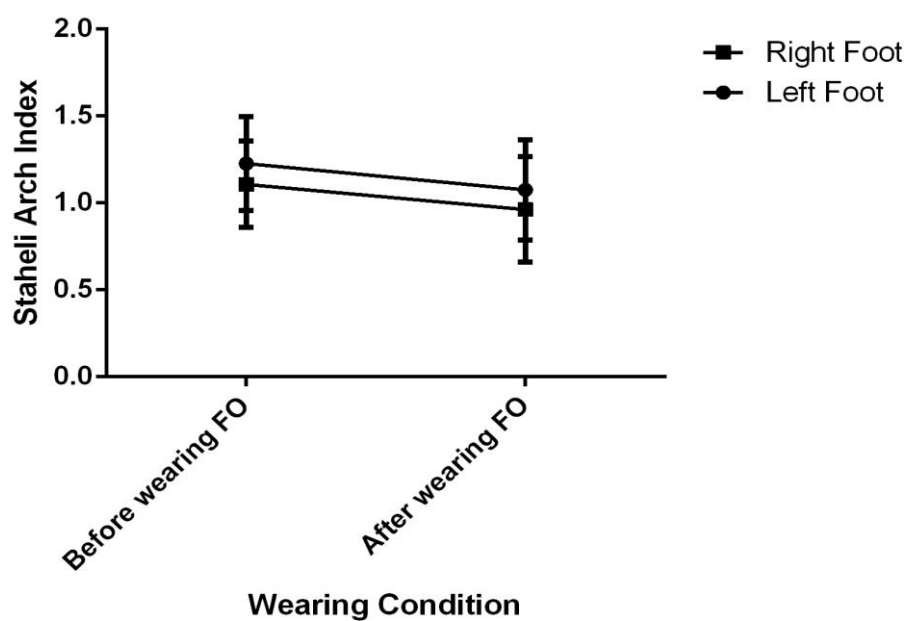 2.0
1.5
1.0
0.5
0.0
Staheli Arch Index
Right Foot
Left Foot
Before wearing FO
After wearing FO
Wearing Condition